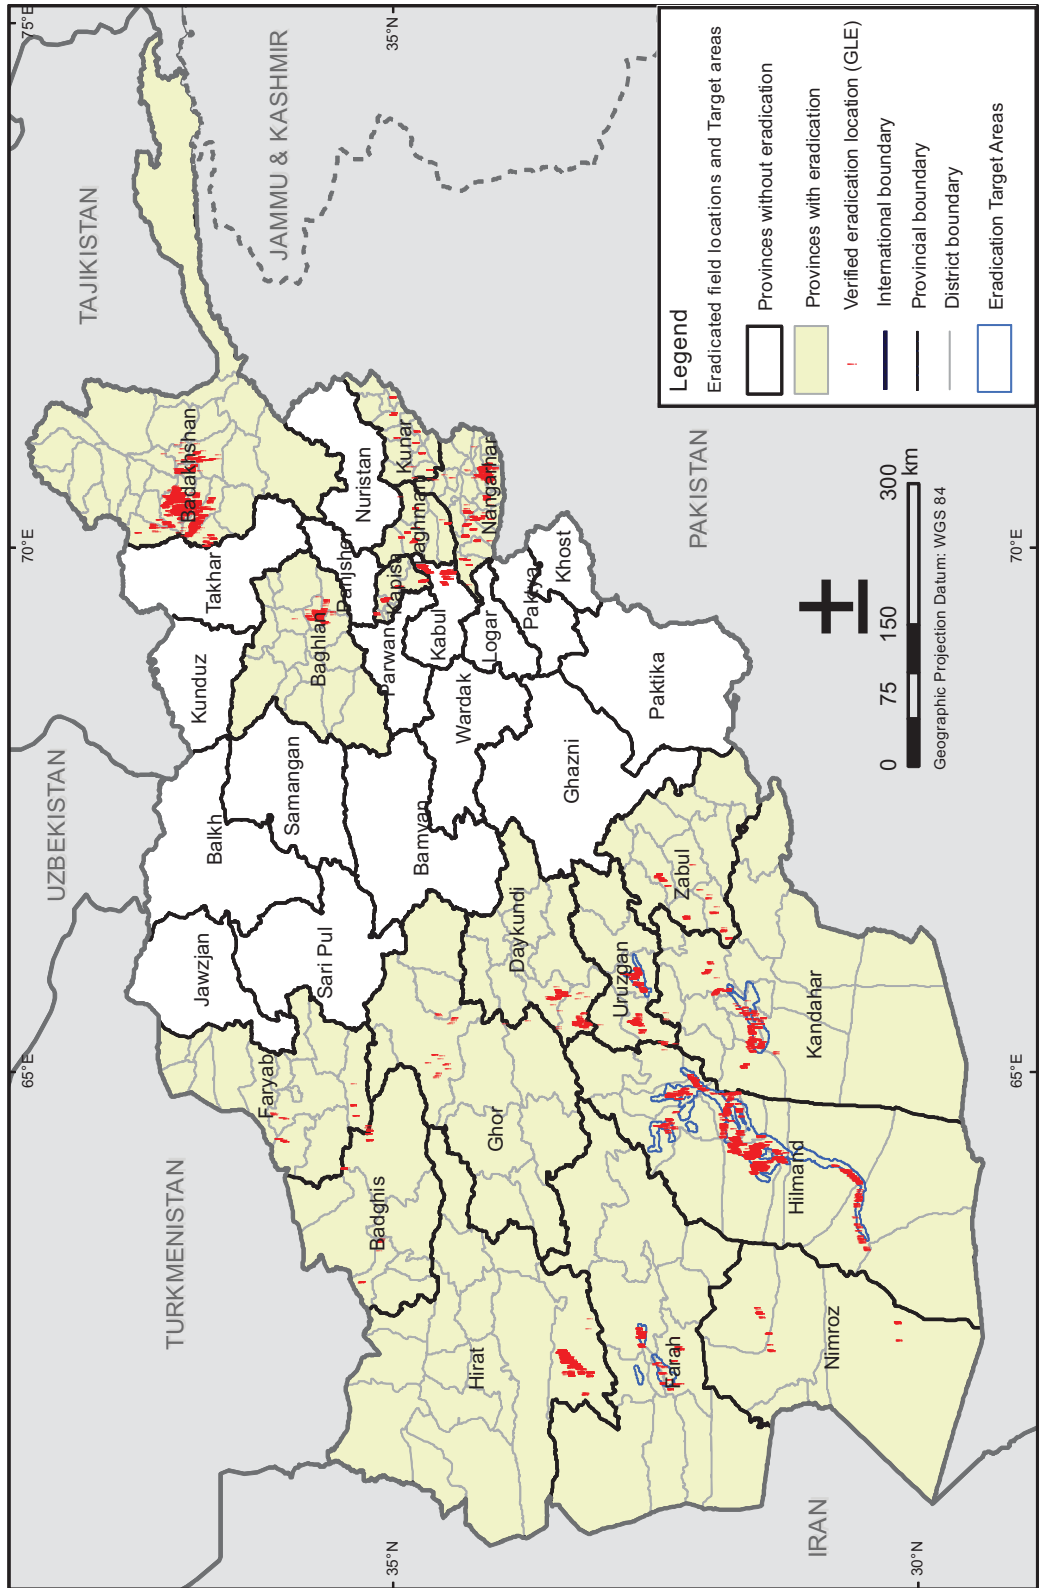 75°E
70°E
65°E
35°N
35°N
30°N
TAJIKISTAN
UZBEKISTAN
TURKMENISTAN
JAMMU & KASHMIR
PAKISTAN
IRAN
Badakhshan
Takhar
Kunduz
Balkh
Jawzjan
Samangan
Sari Pul
Faryab
Baghlan
Nuristan
Kunar
Panjsher
Kapisa
Laghman
Nangarhar
Parwan
Kabul
Logar
Paktya
Khost
Wardak
Bamyan
Badghis
Ghor
Hirat
Daykundi
Ghazni
Paktika
Uruzgan
Zabul
Kandahar
Hilmand
Farah
Nimroz
Legend
Eradicated field locations and Target areas
Provinces without eradication
Provinces with eradication
Verified eradication location (GLE)
International boundary
Provincial boundary
District boundary
Eradication Target Areas
0 75 150 300
km
Geographic Projection Datum: WGS 84
70°E
65°E